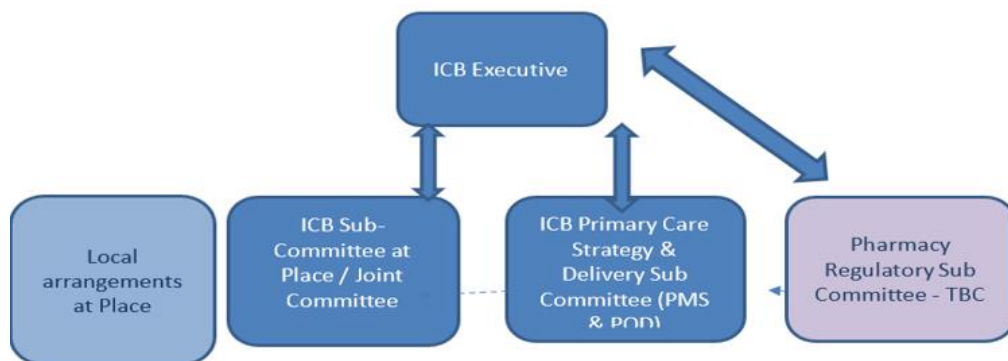 ICB Executive
Local
arrangements
at Place
ICB Sub-
Committee at
Place / Joint
Committee
ICB Primary Care
Strategy &
Delivery Sub
Committee (PMS
& POD)
Pharmacy
Regulatory Sub
Committee - TBC